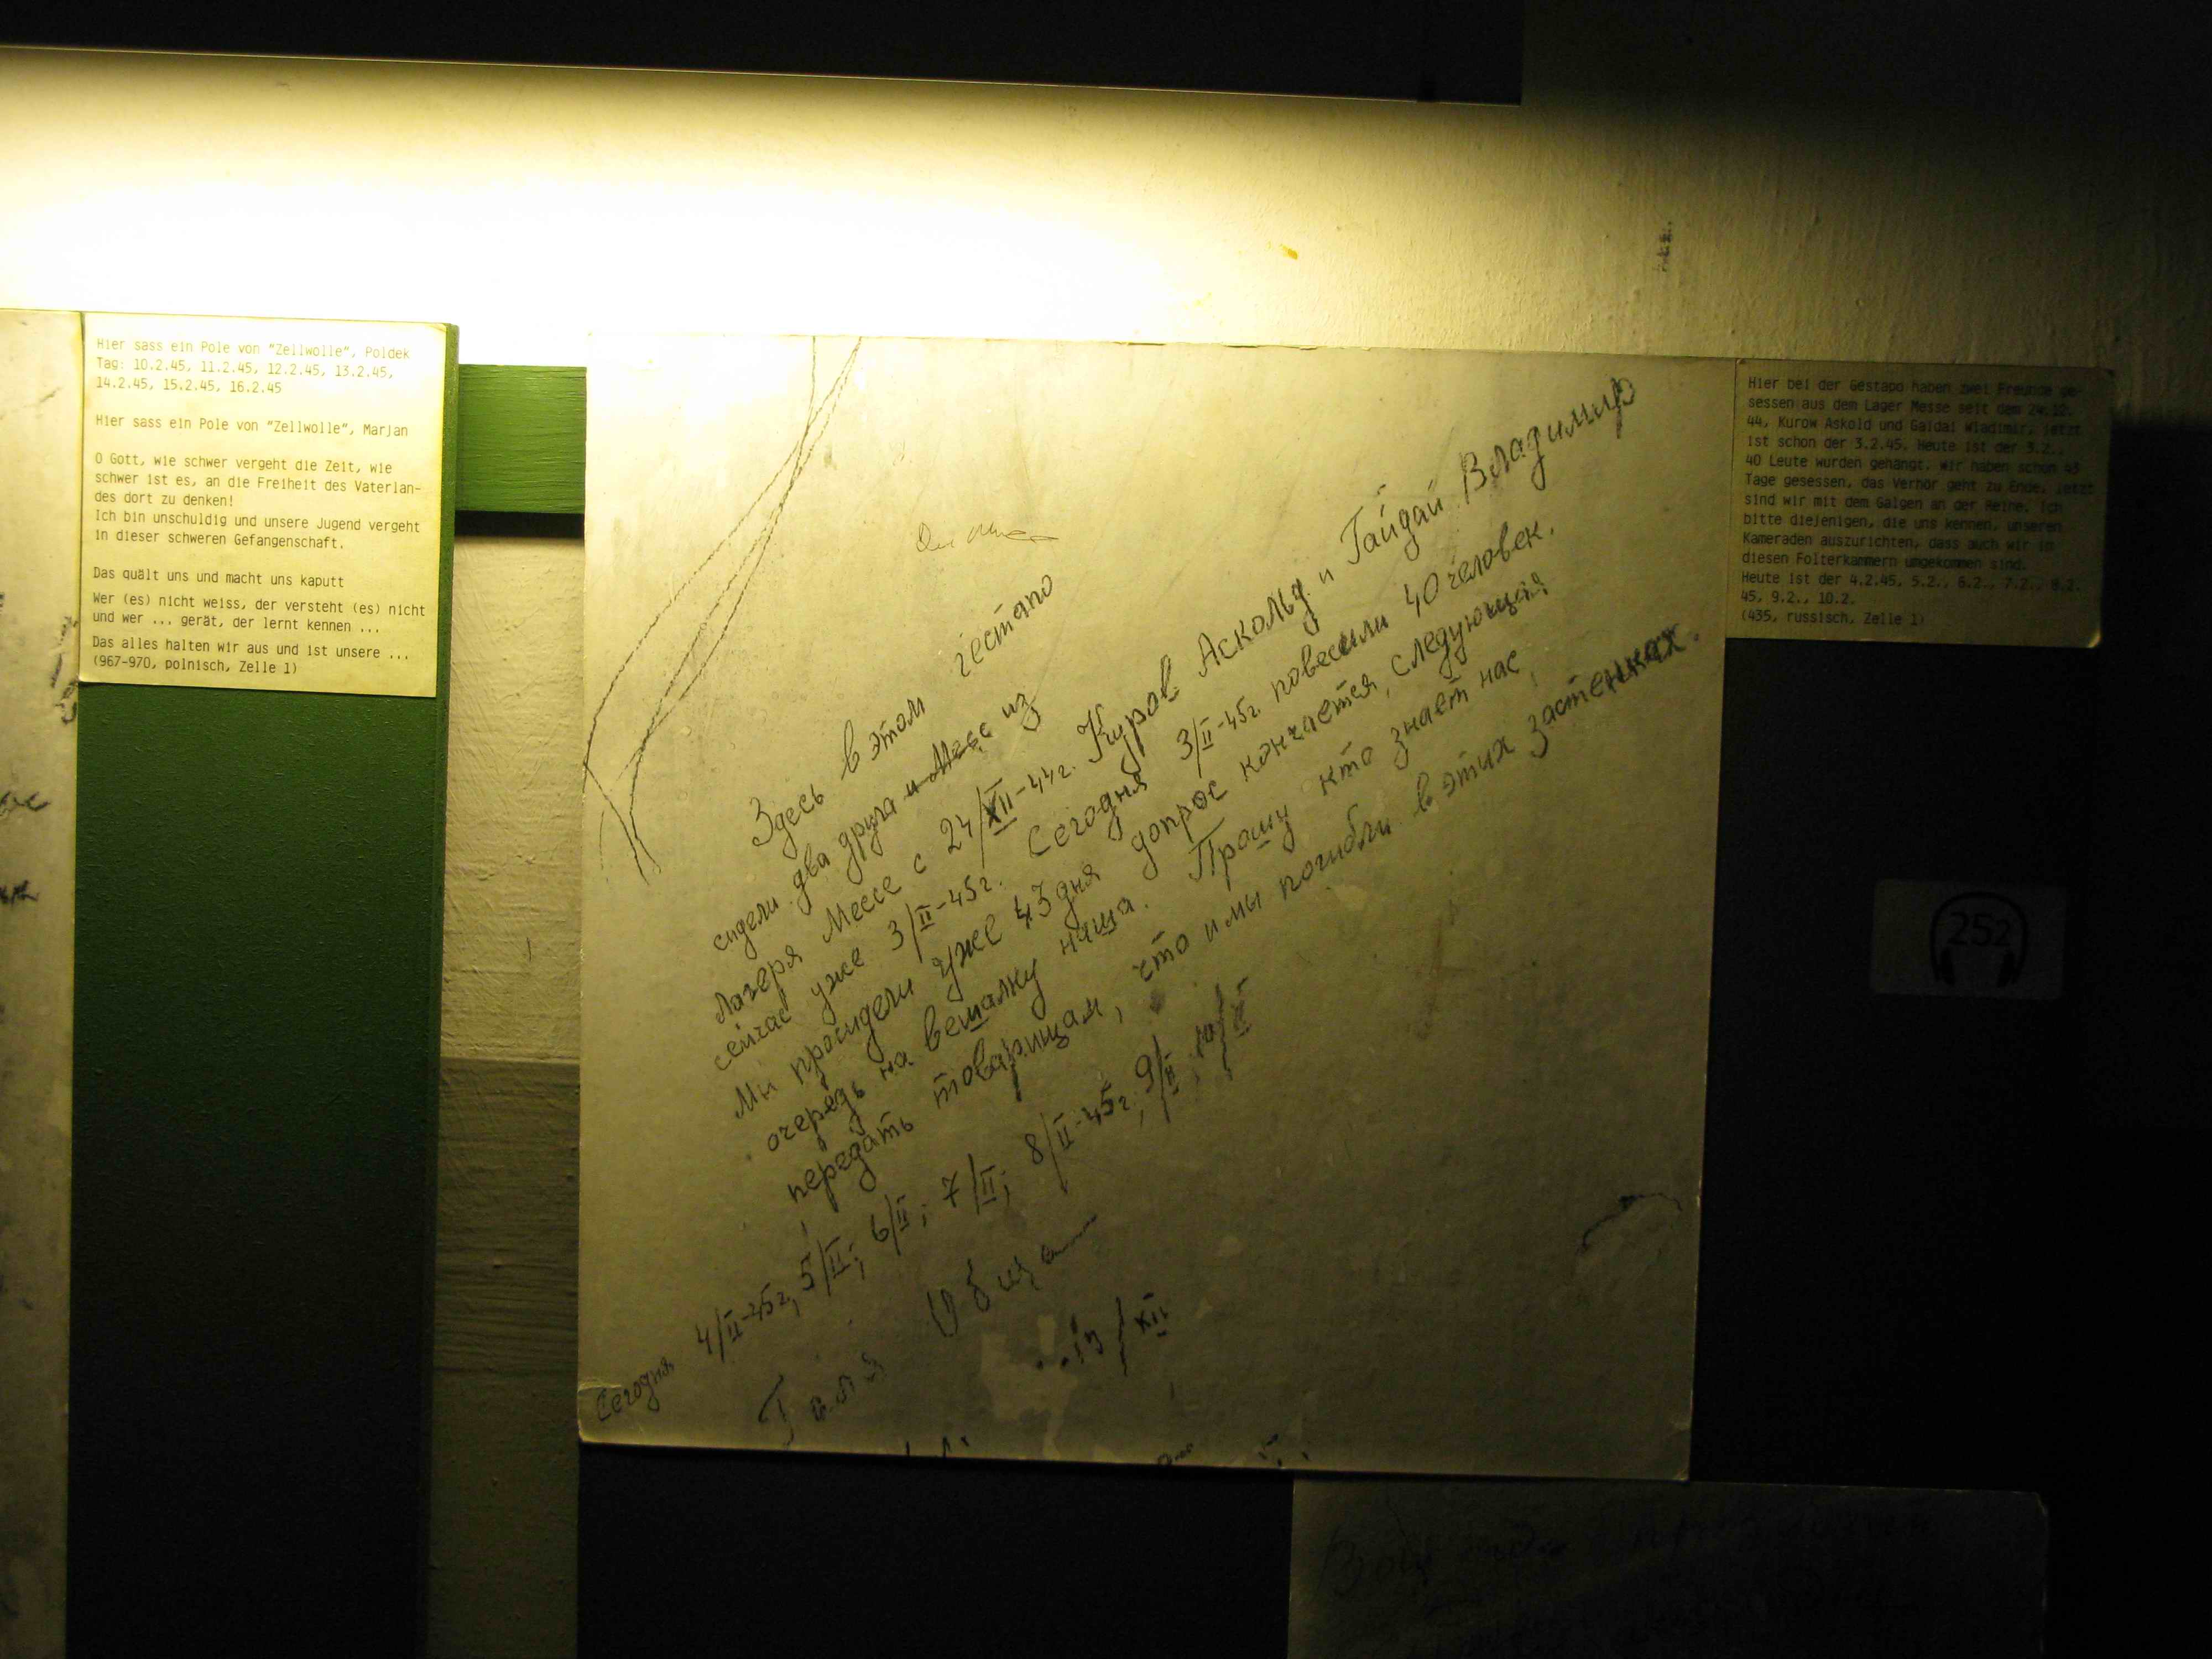 Hier sass ein Pole von "Zellwolle", Poldek
Tag: 10.2.45, 11.2.45, 12.2.45, 13.2.45,
14.2.45, 15.2.45, 16.2.45
Hier sass ein Pole von "Zellwolle", Marjan
O Gott, wie schwer vergeht die Zeit, wie
schwer ist es, an die Freiheit des Vaterlan-
des dort zu denken!
Ich bin unschuldig und unsere Jugend vergeht
in dieser schweren Gefangenschaft.
Das quält uns und macht uns kaputt
Wer (es) nicht weiss, der versteht (es) nicht
und wer ... gerät, der lernt kennen ...
Das alles halten wir aus und ist unsere ...
(967-970, polnisch, Zelle 1)
Здесь в этом гестапо
сидели два друга и Месс из
лагеря Мессе с 24/XII-44г. Куров Аскольд и Гайдай Владимир
сейчас уже 3/II-45г. Сегодня 3/II-45г. повесили 40 человек.
Мы просидели уже 43 дня допрос кончается, следующая
очередь на вешалку наша. Прошу кто знает нас,
передать товарищам, что и мы погибли в этих застенках.
Сегодня 4/II-45г, 5/II; 6/II; 7/II; 8/II-45г; 9/II; 10/II
Галя
/XII
Hier bei der Gestapo haben zwei Freunde ge-
sessen aus dem Lager Messe seit dem 24.12.
44, Kurow Askold und Gaidai Wladimir, jetzt
ist schon der 3.2.45. Heute ist der 3.2.,
40 Leute wurden gehängt. Wir haben schon 43
Tage gesessen, das Verhör geht zu Ende, jetzt
sind wir mit dem Galgen an der Reihe. Ich
bitte diejenigen, die uns kennen, unseren
Kameraden auszurichten, dass auch wir in
diesen Folterkammern umgekommen sind.
Heute ist der 4.2.45, 5.2., 6.2., 7.2., 8.2.
45, 9.2., 10.2.
(435, russisch, Zelle 1)
252